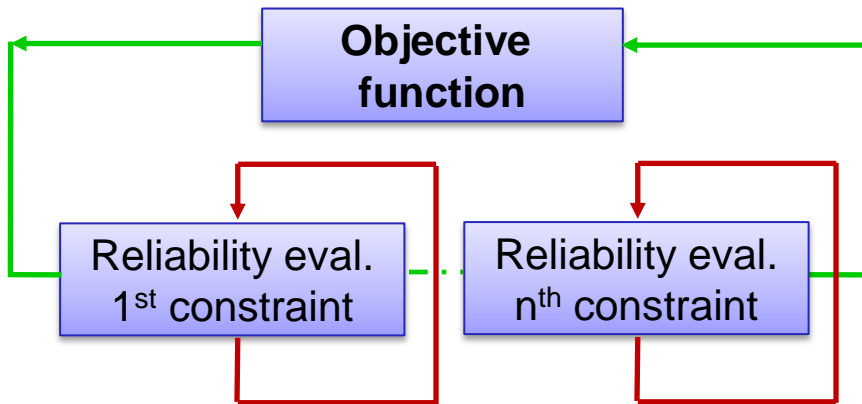 Objective
function
Reliability eval.
1st constraint
Reliability eval.
nth constraint